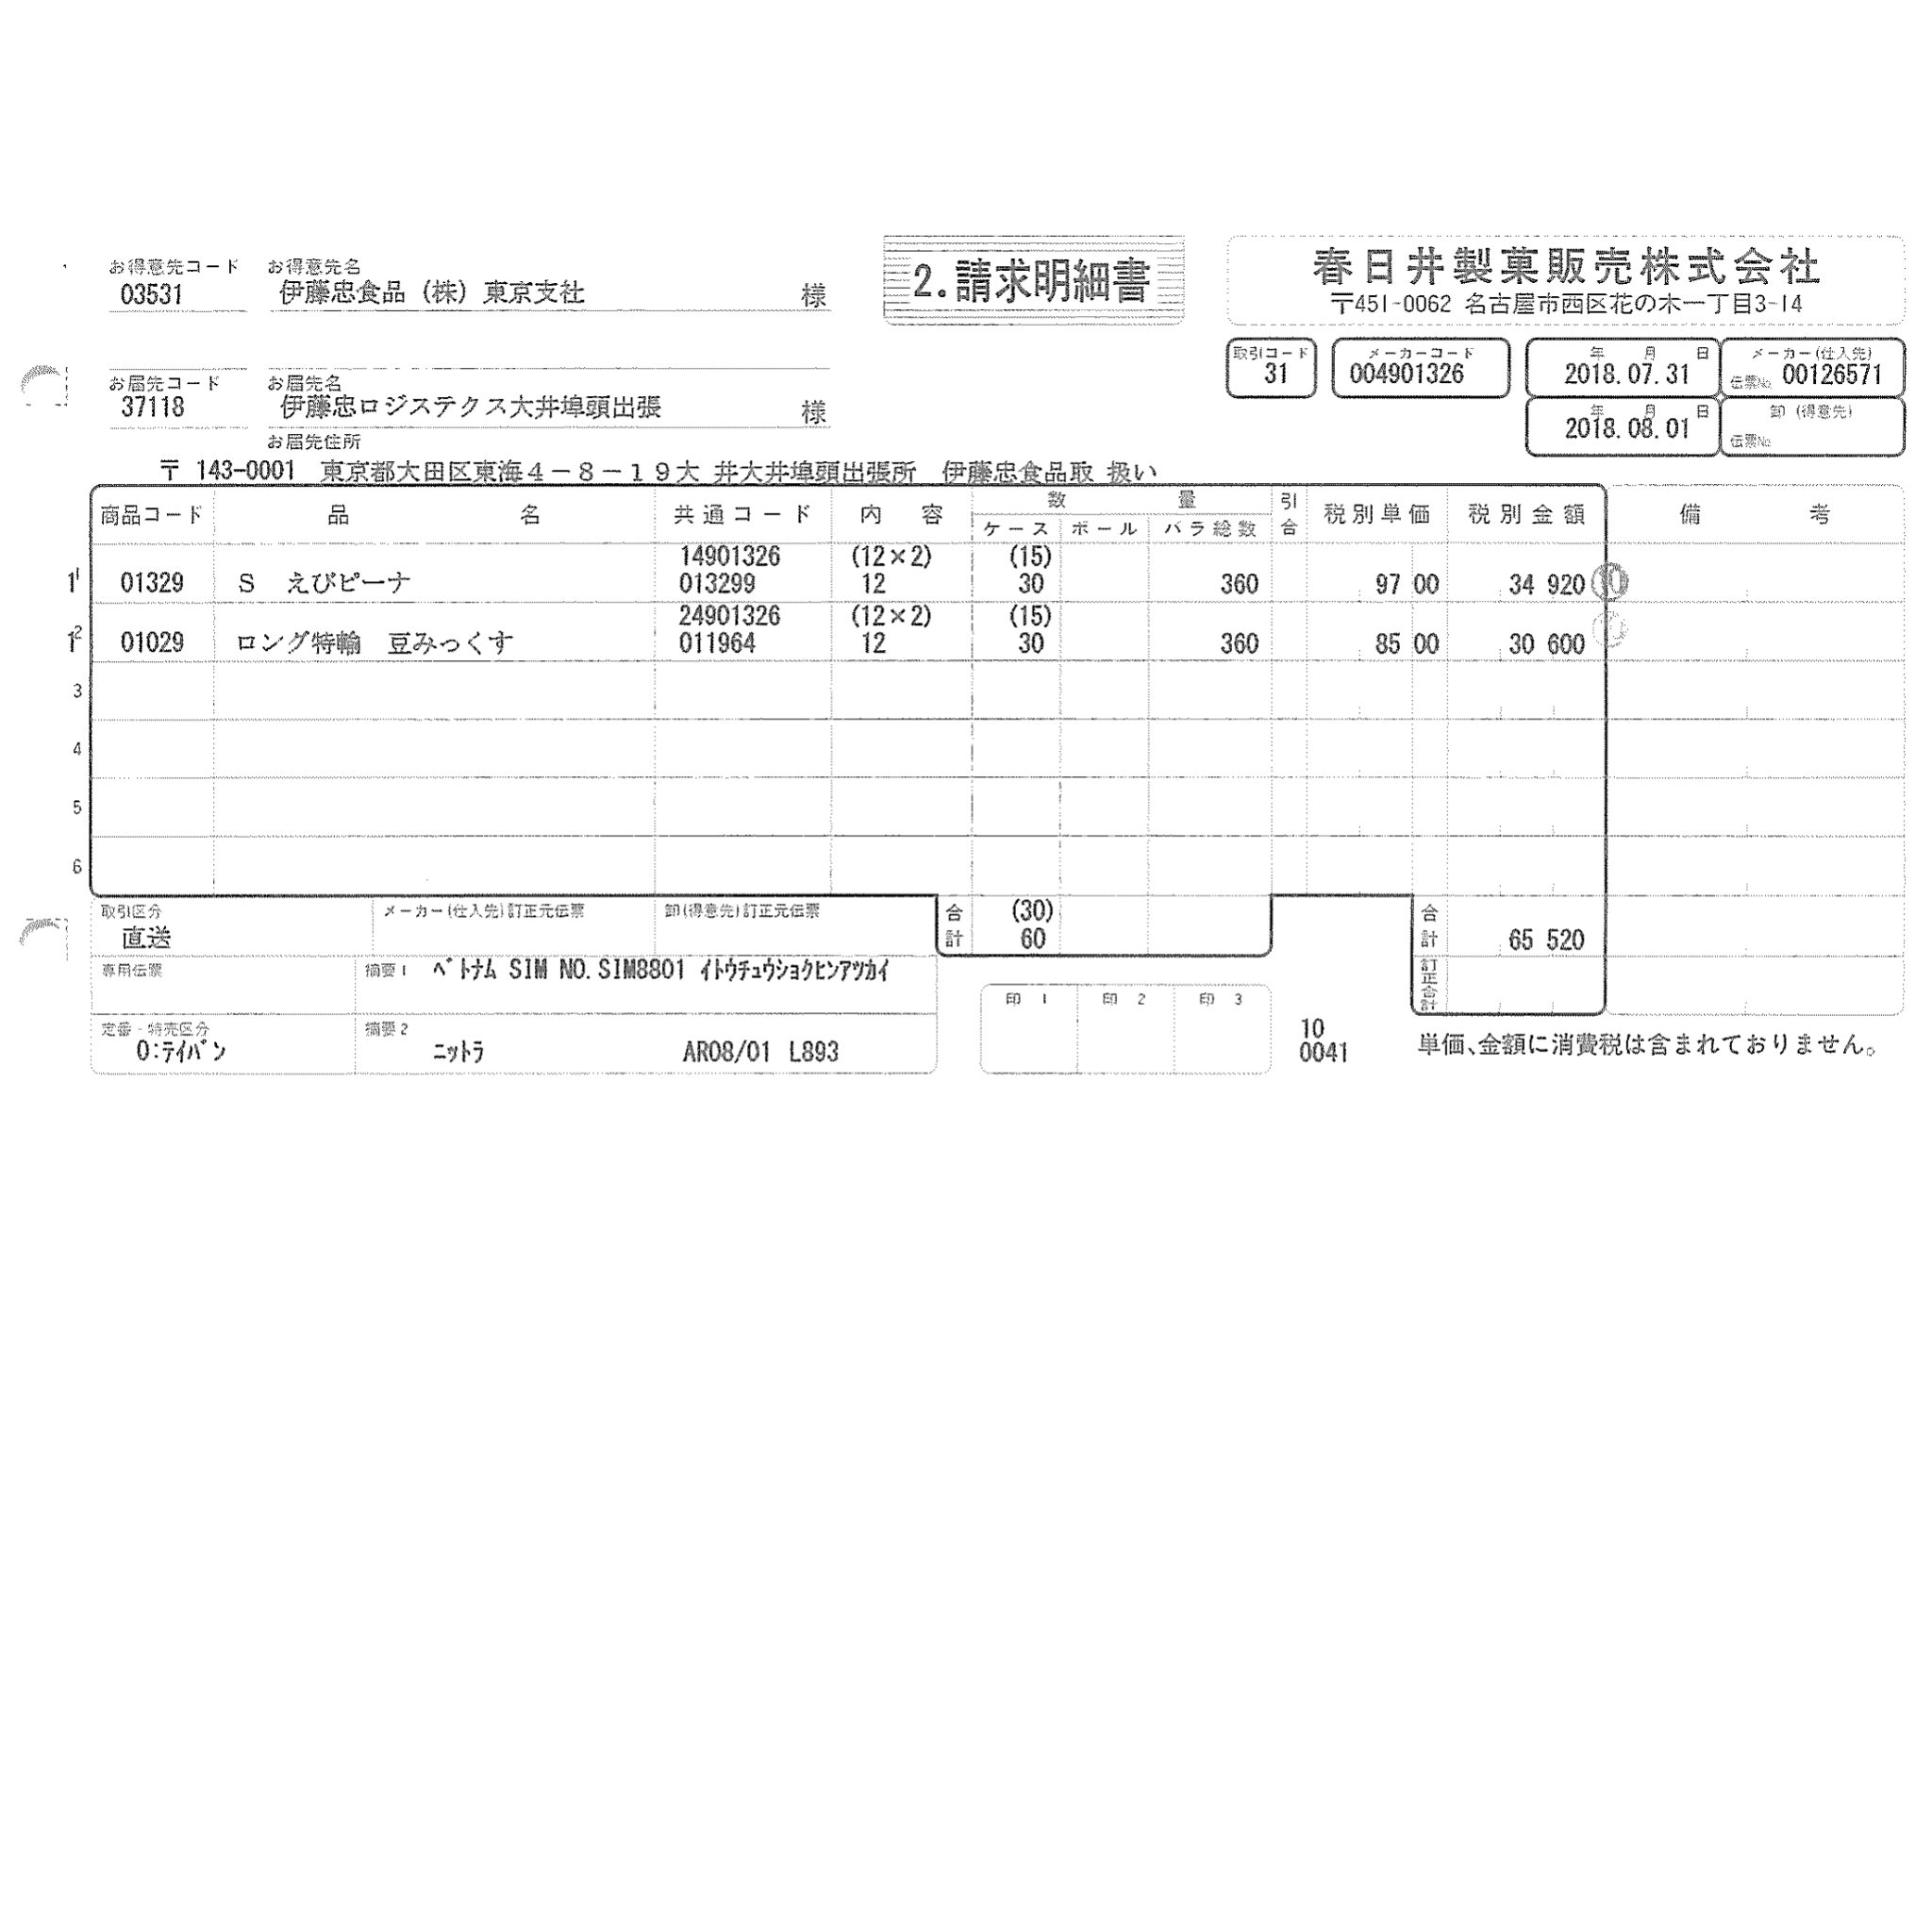 お得意先コード お得意先名
03531 伊藤忠食品（株）東京支社 様
2.請求明細書
春日井製菓販売株式会社
〒451-0062 名古屋市西区花の木一丁目3-14
お届先コード お届先名
37118 伊藤忠ロジステクス大井埠頭出張 様
取引コード メーカーコード 年 月 日 メーカー(仕入先)
31 004901326 2018.07.31 伝票No. 00126571
年 月 日 卸 (得意先)
2018.08.01 伝票No.
お届先住所
〒 143-0001 東京都大田区東海４－８－１９大 井大井埠頭出張所 伊藤忠食品取 扱い
商品コード 品 名 共通コード 内 容 数 量 引合 税別単価 税別金額 備 考
ケース ボール バラ総数
14901326 (12×2) (15)
1 1 01329 Ｓ えびピーナ 013299 12 30 360 97 00 34 920
24901326 (12×2) (15)
1 2 01029 ロング特輸 豆みっくす 011964 12 30 360 85 00 30 600
3
4
5
6
取引区分 メーカー(仕入先)訂正元伝票 卸(得意先)訂正元伝票 合計 (30) 合計
直送 60 65 520
専用伝票 摘要1 ﾍﾞﾄﾅﾑ SIM NO.SIM8801 ｲﾄｳﾁｭｳｼｮｸﾋﾝｱﾂｶｲ 訂正合計
印 1 印 2 印 3
定番・特売区分 摘要2
0:ﾃｲﾊﾞﾝ ﾆｯﾄﾗ AR08/01 L893
10
0041
単価、金額に消費税は含まれておりません。